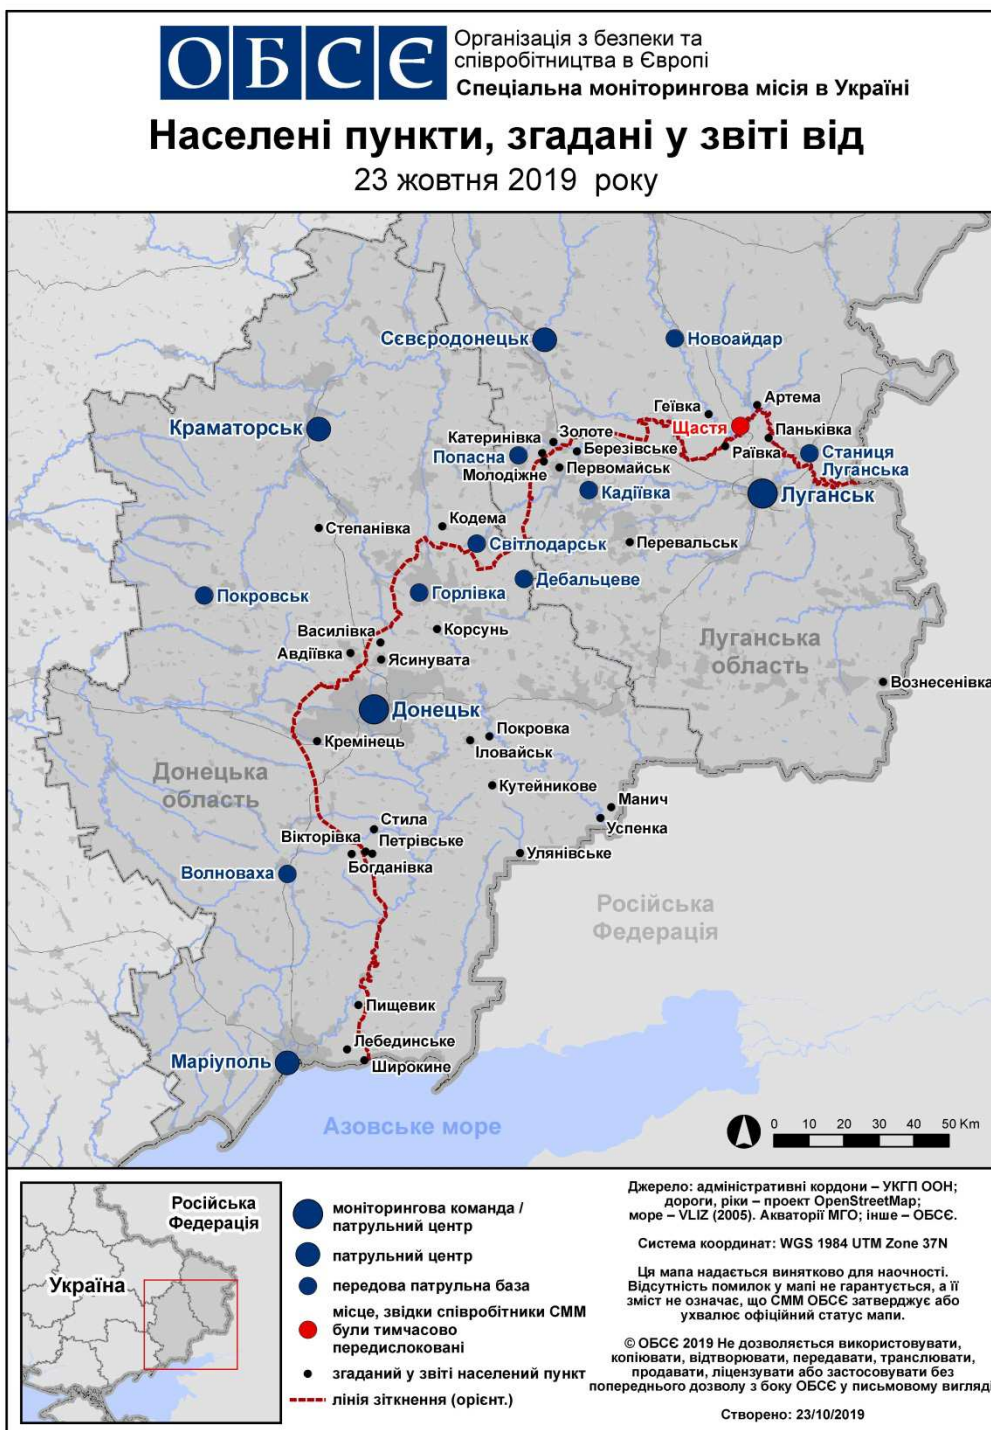 ОБСЄ
Організація з безпеки та
співробітництва в Європі
Спеціальна моніторингова місія в Україні
Населені пункти, згадані у звіті від
23 жовтня 2019 року
Сєвєродонецьк
Новоайдар
Артема
Геївка
Щастя
Краматорськ
Золоте
Паньківка
Катеринівка
Березівське
Раївка
Станиця
Луганська
Попасна
Молодіжне
Первомайськ
Кадіївка
Луганськ
Степанівка
Кодема
Світлодарськ
Перевальськ
Дебальцеве
Покровськ
Горлівка
Василівка
Корсунь
Луганська
область
Авдіївка
Ясинувата
Вознесенівка
Донецьк
Покровка
Кремінець
Іловайськ
Донецька
область
Кутейникове
Манич
Стила
Успенка
Вікторівка
Петрівське
Улянівське
Богданівка
Волноваха
Російська
Федерація
Пищевик
Лебединське
Маріуполь
Широкине
Азовське море
0 10 20 30 40 50 Km
Російська
Федерація
Україна
моніторингова команда /
патрульний центр
патрульний центр
передова патрульна база
місце, звідки співробітники СММ
були тимчасово
передислоковані
згаданий у звіті населений пункт
лінія зіткнення (орієнт.)
Джерело: адміністративні кордони – УКГП ООН;
дороги, ріки – проект OpenStreetMap;
море – VLIZ (2005). Акваторії МГО; інше – ОБСЄ.
Система координат: WGS 1984 UTM Zone 37N
Ця мапа надається винятково для наочності.
Відсутність помилок у мапі не гарантується, а її
зміст не означає, що СММ ОБСЄ затверджує або
ухвалює офіційний статус мапи.
© ОБСЄ 2019 Не дозволяється використовувати,
копіювати, відтворювати, передавати, транслювати,
продавати, ліцензувати або застосовувати без
попереднього дозволу з боку ОБСЄ у письмовому вигляді
Створено: 23/10/2019